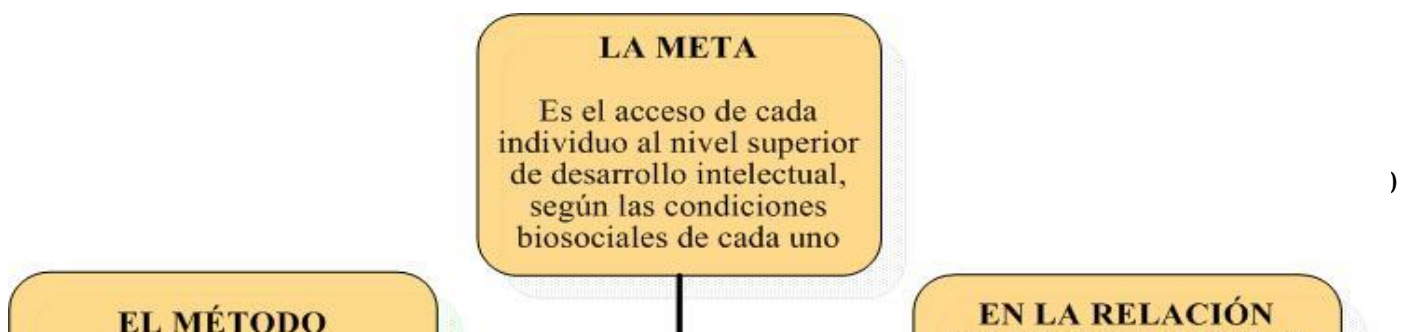 LA META
Es el acceso de cada
individuo al nivel superior
de desarrollo intelectual,
según las condiciones
biosociales de cada uno
)
EL MÉTODO
EN LA RELACIÓN